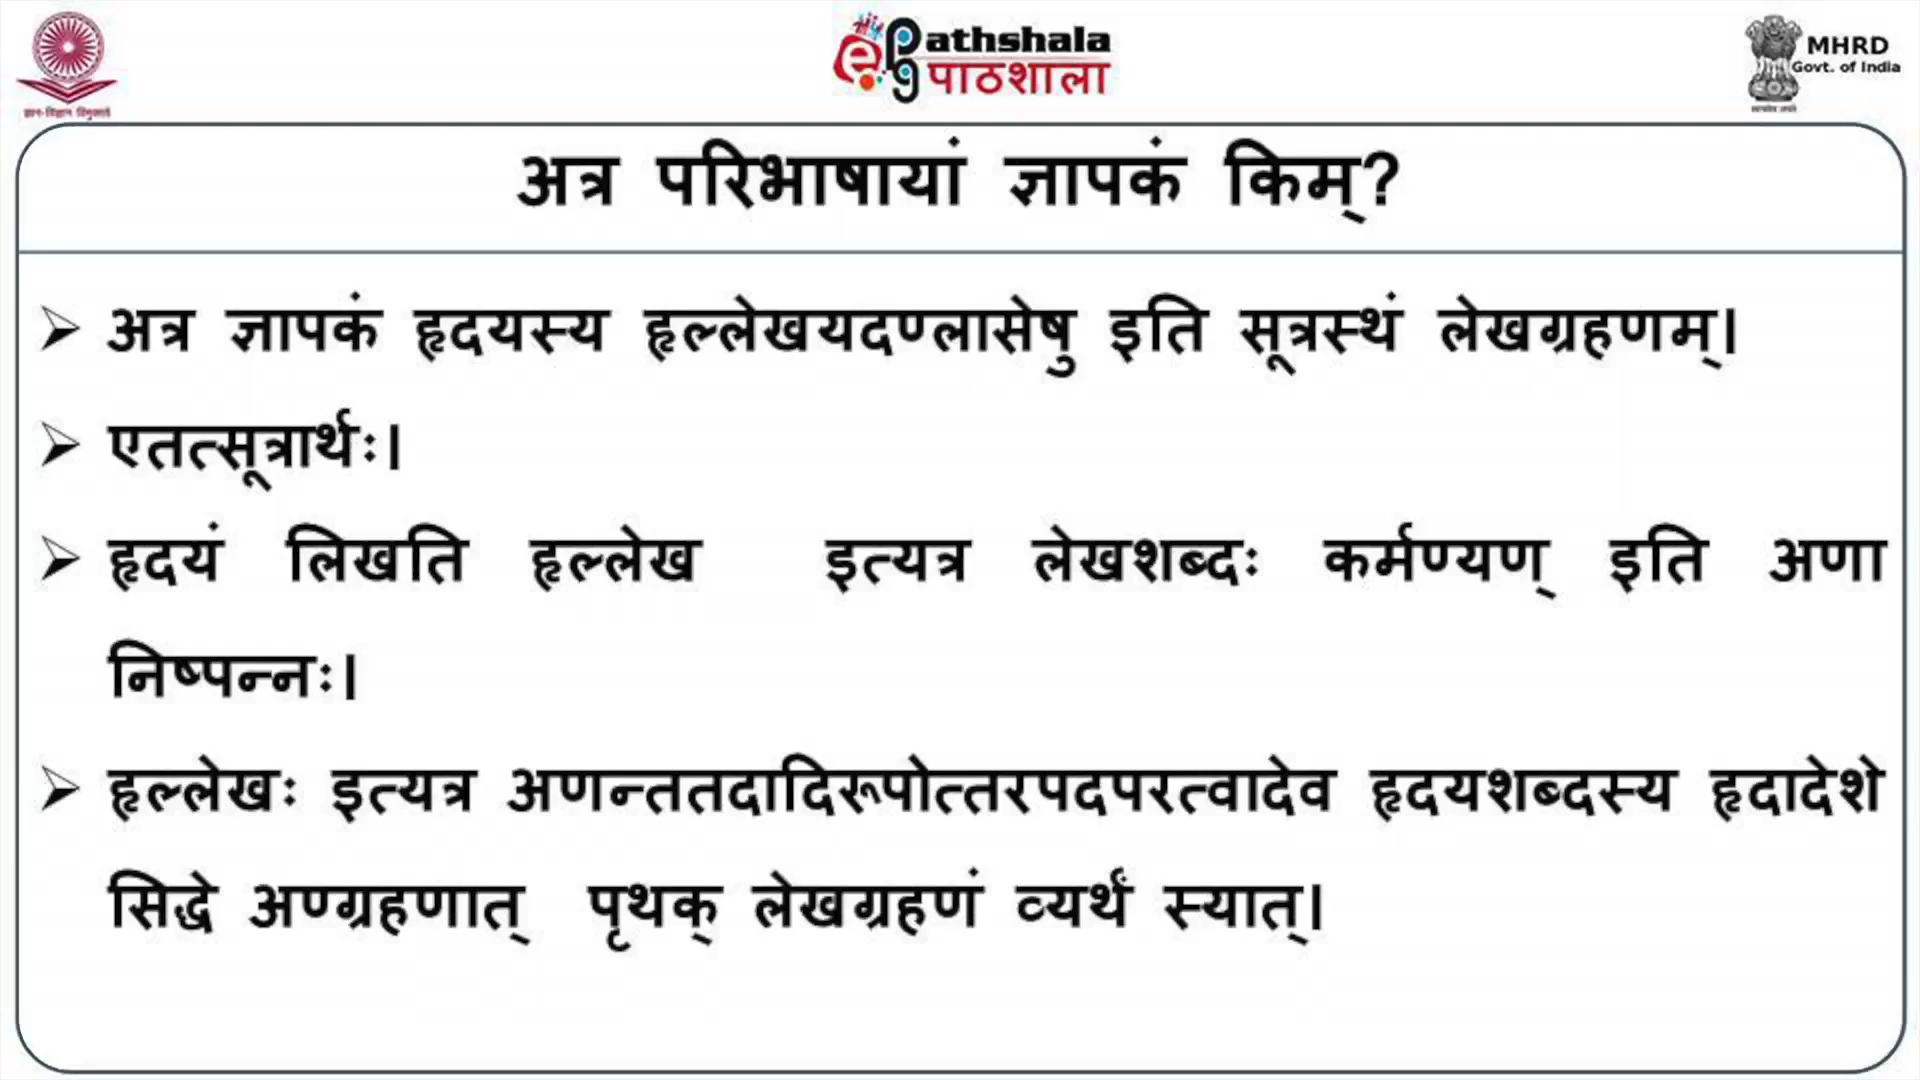 ज्ञान-विज्ञान विमुक्तये
Pathshala
पाठशाला
MHRD
Govt. of India
अत्र परिभाषायां ज्ञापकं किम्?
अत्र ज्ञापकं हृदयस्य हृल्लेखयदण्लासेषु इति सूत्रस्थं लेखग्रहणम्।
एतत्सूत्रार्थः।
हृदयं लिखति हृल्लेख इत्यत्र लेखशब्दः कर्मण्यण् इति अणा
निष्पन्नः।
हृल्लेखः इत्यत्र अणन्ततदादिरूपोत्तरपदपरत्वादेव हृदयशब्दस्य हृदादेशे
सिद्धे अण्ग्रहणात् पृथक् लेखग्रहणं व्यर्थं स्यात्।